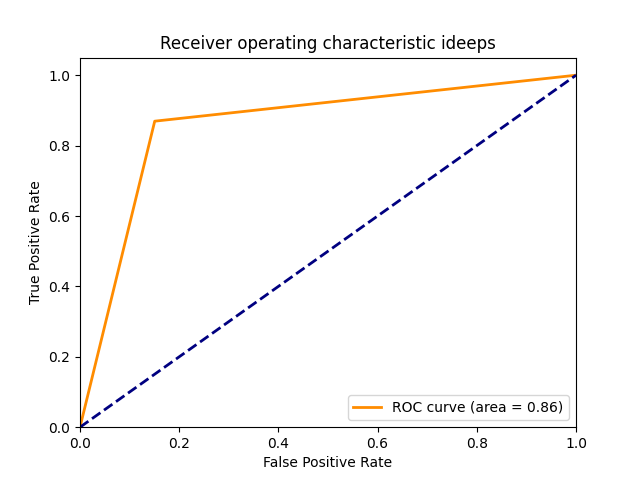 Receiver operating characteristic ideeps
1.0
0.8
0.6
0.4
0.2
0.0
True Positive Rate
ROC curve (area = 0.86)
0.0 0.2 0.4 0.6 0.8 1.0
False Positive Rate